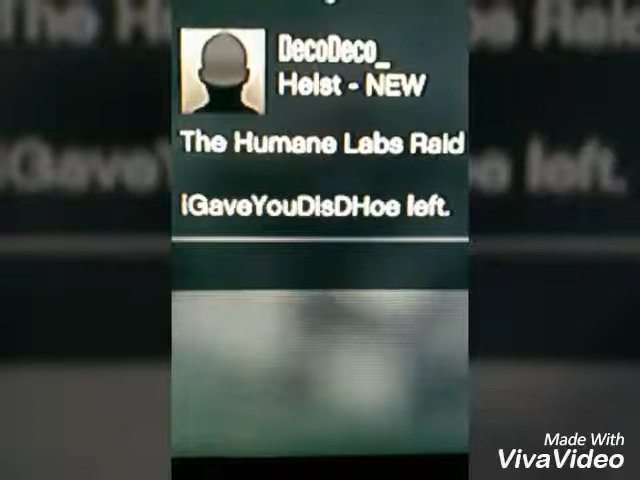 DecoDeco_
Heist - NEW
The Humane Labs Raid
iGaveYouDisDHoe left.
Made With
VivaVideo